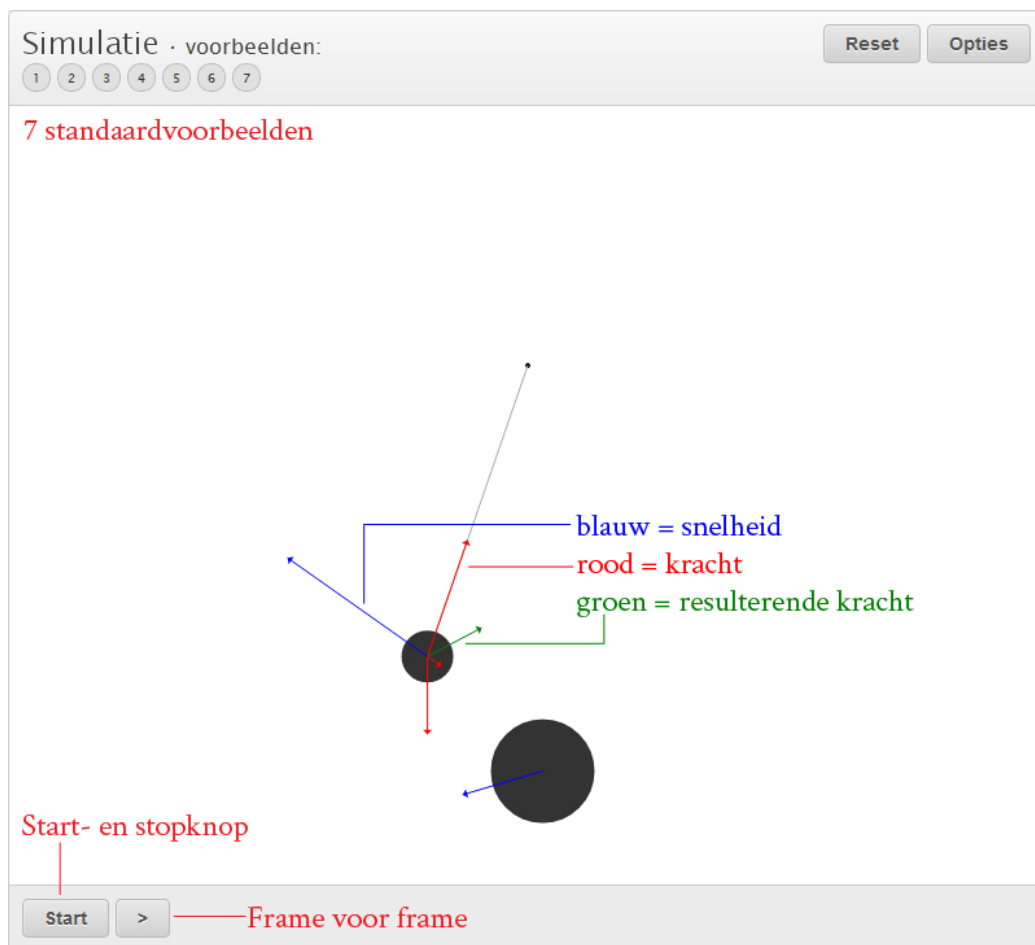 Simulatie · voorbeelden:
Reset
Opties
1 2 3 4 5 6 7
7 standaardvoorbeelden
blauw = snelheid
rood = kracht
groen = resulterende kracht
Start- en stopknop
Start
>
Frame voor frame